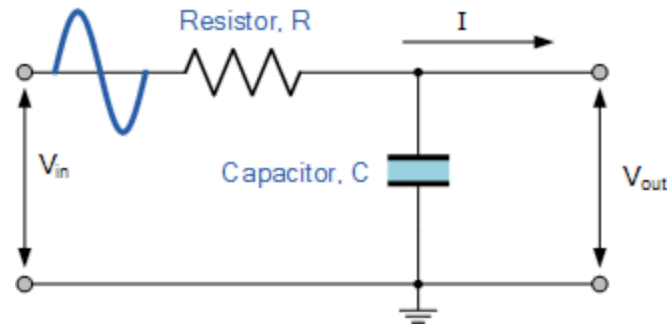 Resistor, R
I
Vin
Capacitor, C
Vout